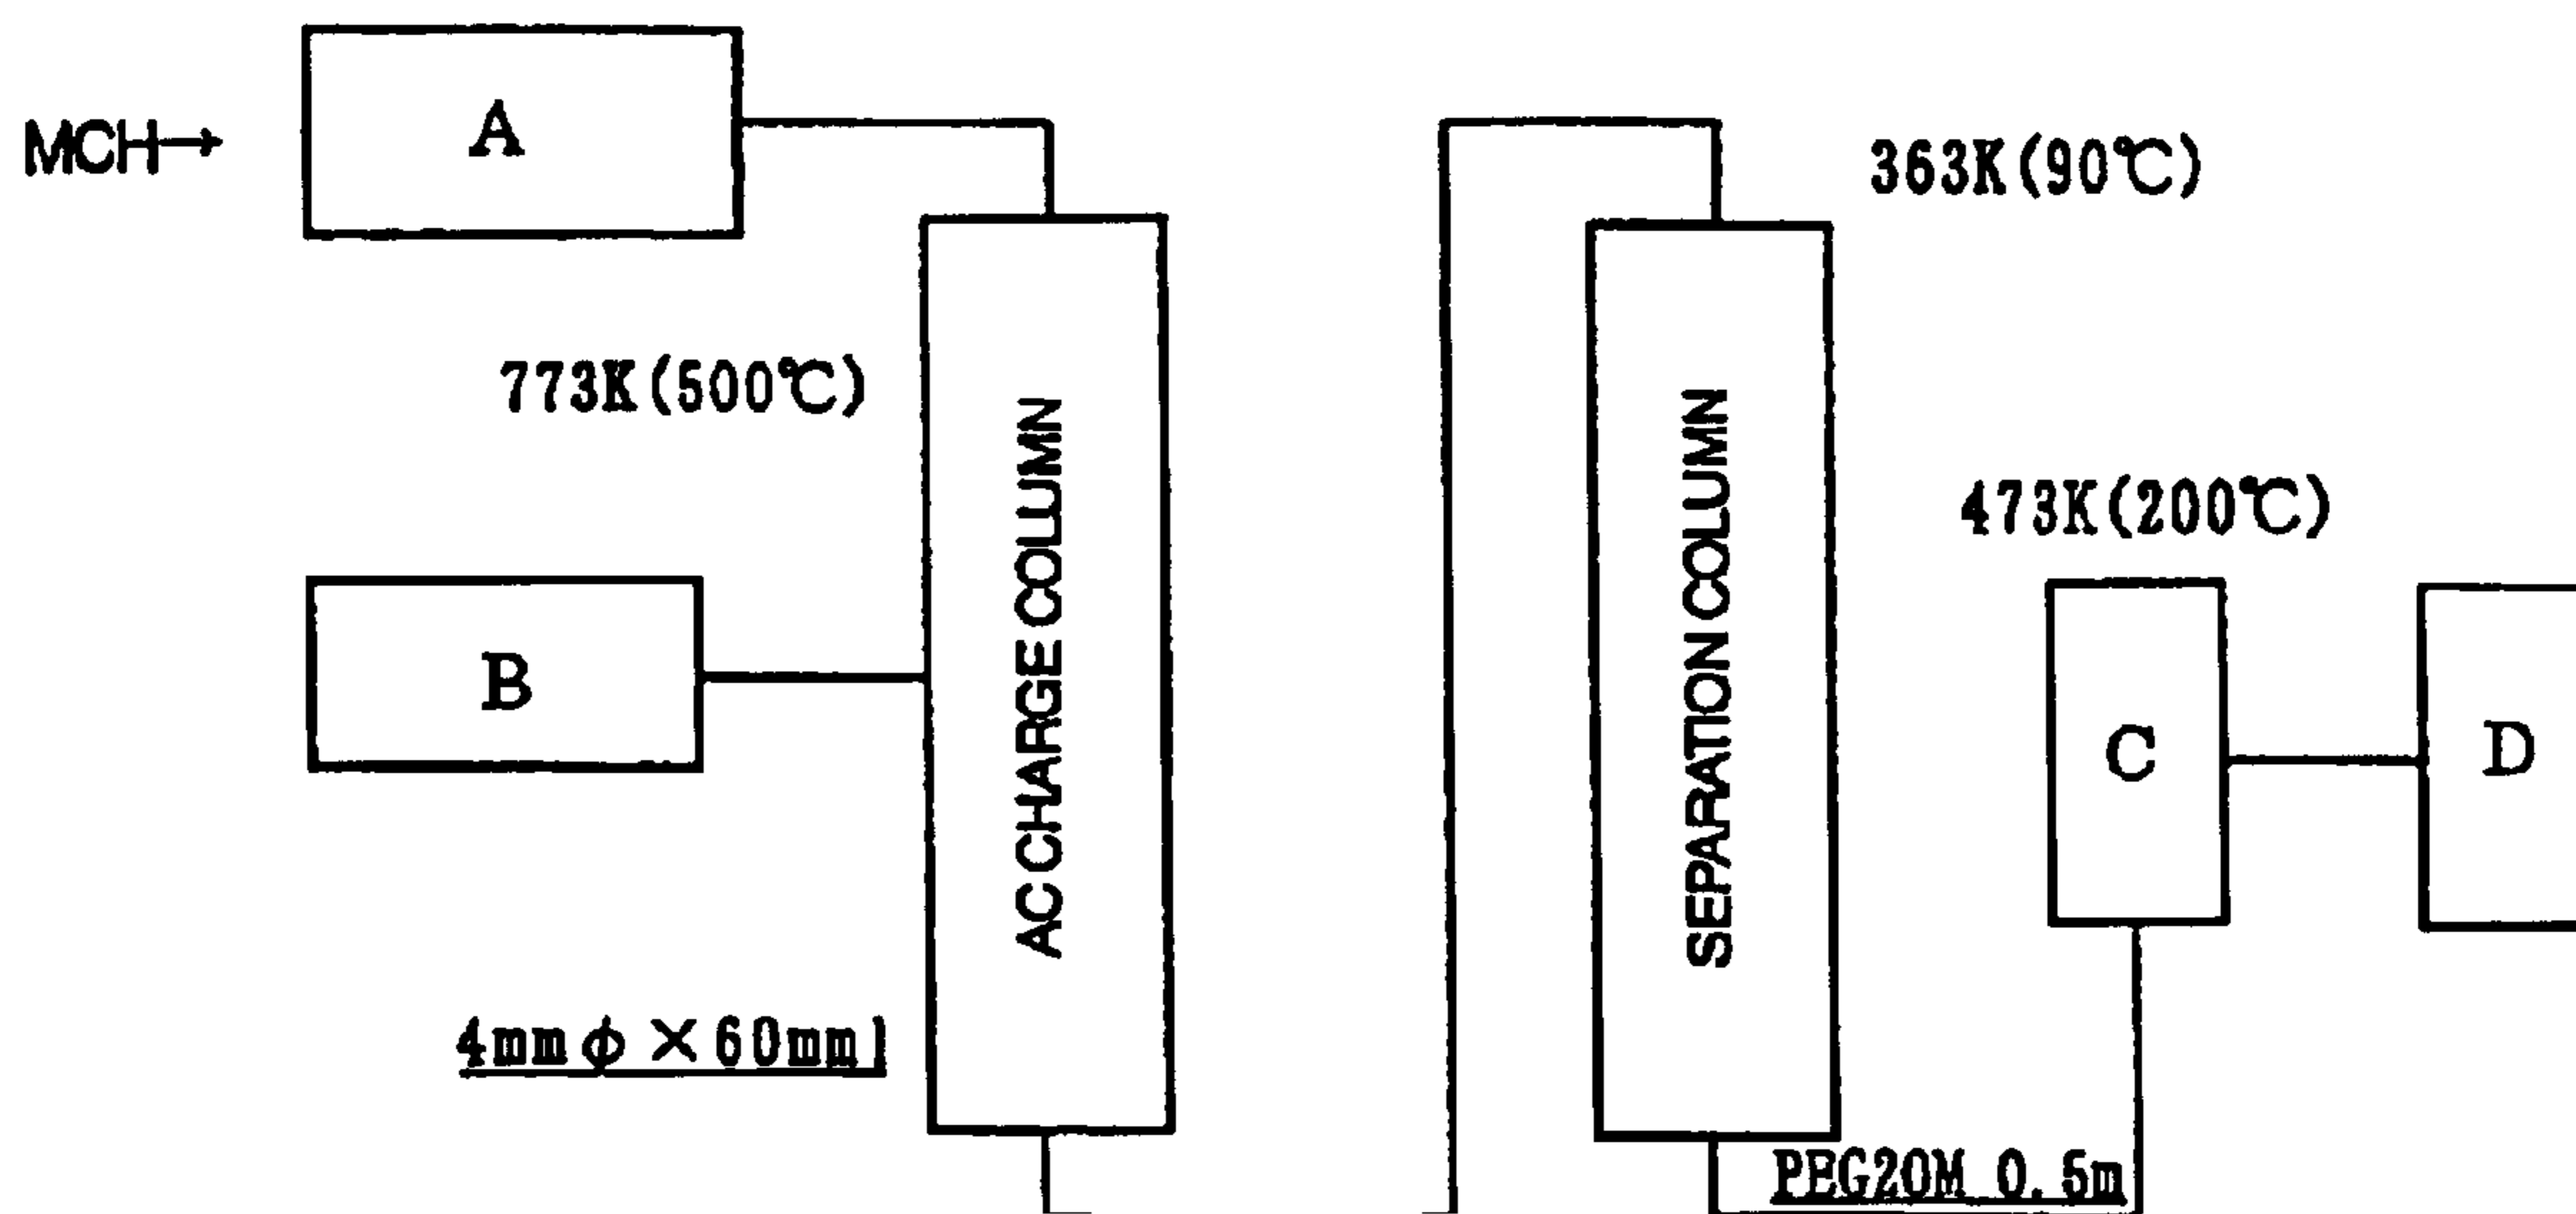 MCH→
A
773K(500℃)
B
AC CHARGE COLUMN
4mmφ×60mml
363K(90℃)
SEPARATION COLUMN
473K(200℃)
C
D
PEG20M 0.5m